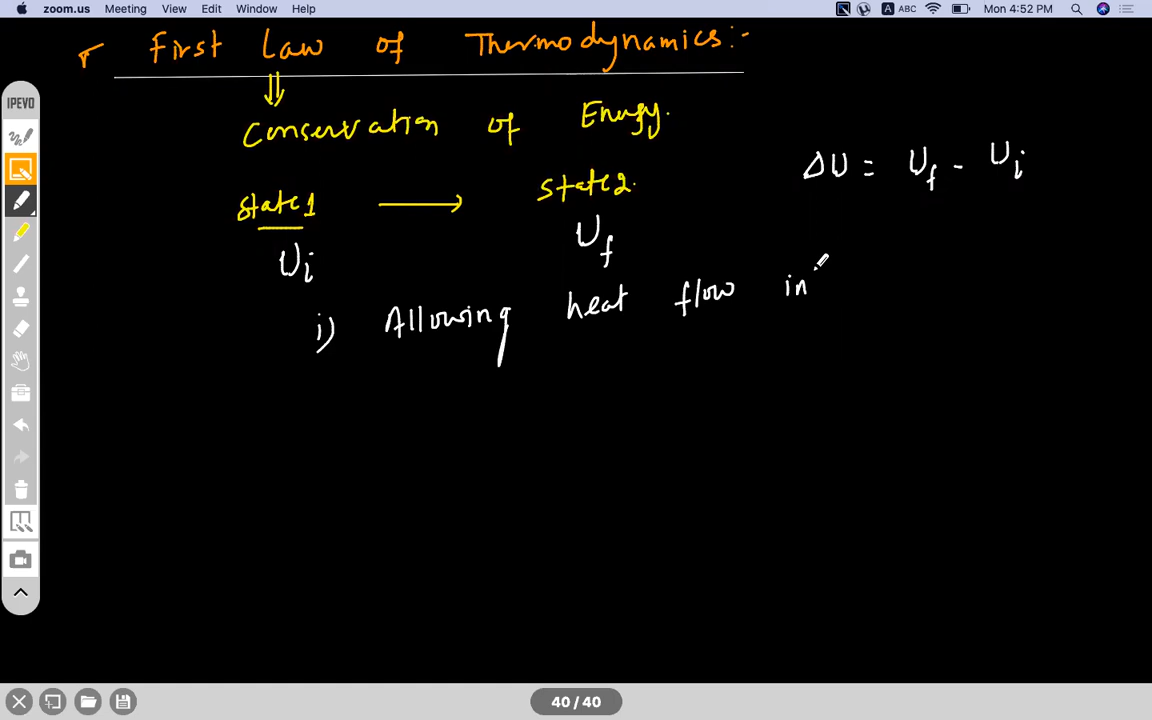 zoom.us Meeting View Edit Window Help A ABC Mon 4:52 PM
First Law of Thermodynamics:-
⇓
Conservation of Energy.
ΔU = Uf - Ui
State1 → State2.
Ui Uf
i) Allowing heat flow in
IPEVO
40 / 40